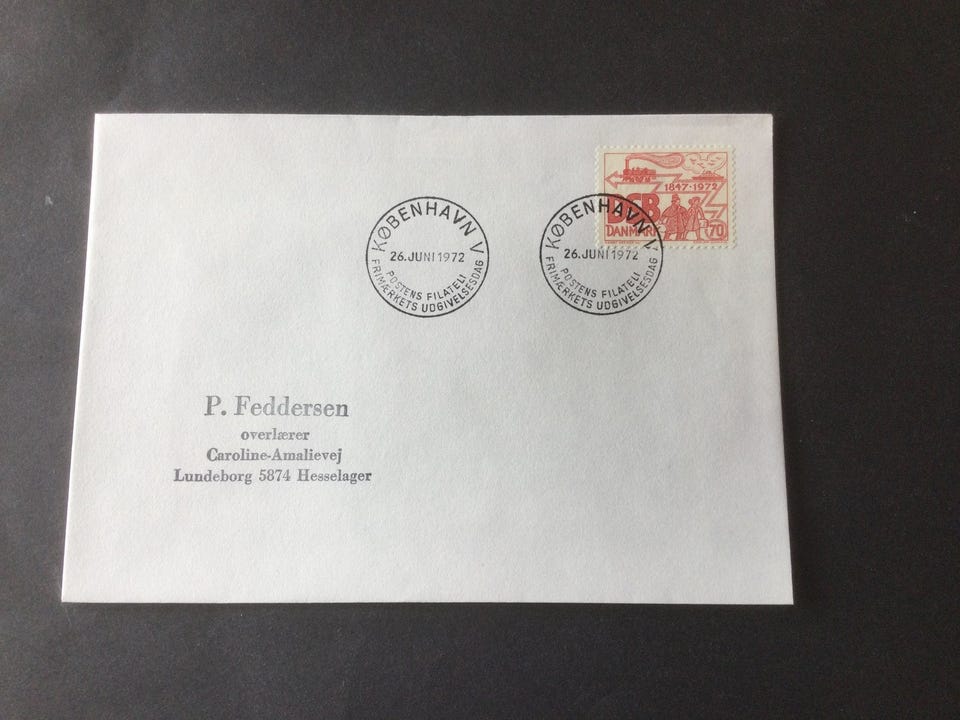 KØBENHAVN V
26.JUNI 1972
POSTENS FILATELI
FRIMÆRKETS UDGIVELSESDAG
KØBENHAVN V
26.JUNI 1972
POSTENS FILATELI
FRIMÆRKETS UDGIVELSESDAG
1847-1972
DSB
DANMARK
70
P. Feddersen
overlærer
Caroline-Amalievej
Lundeborg 5874 Hesselager